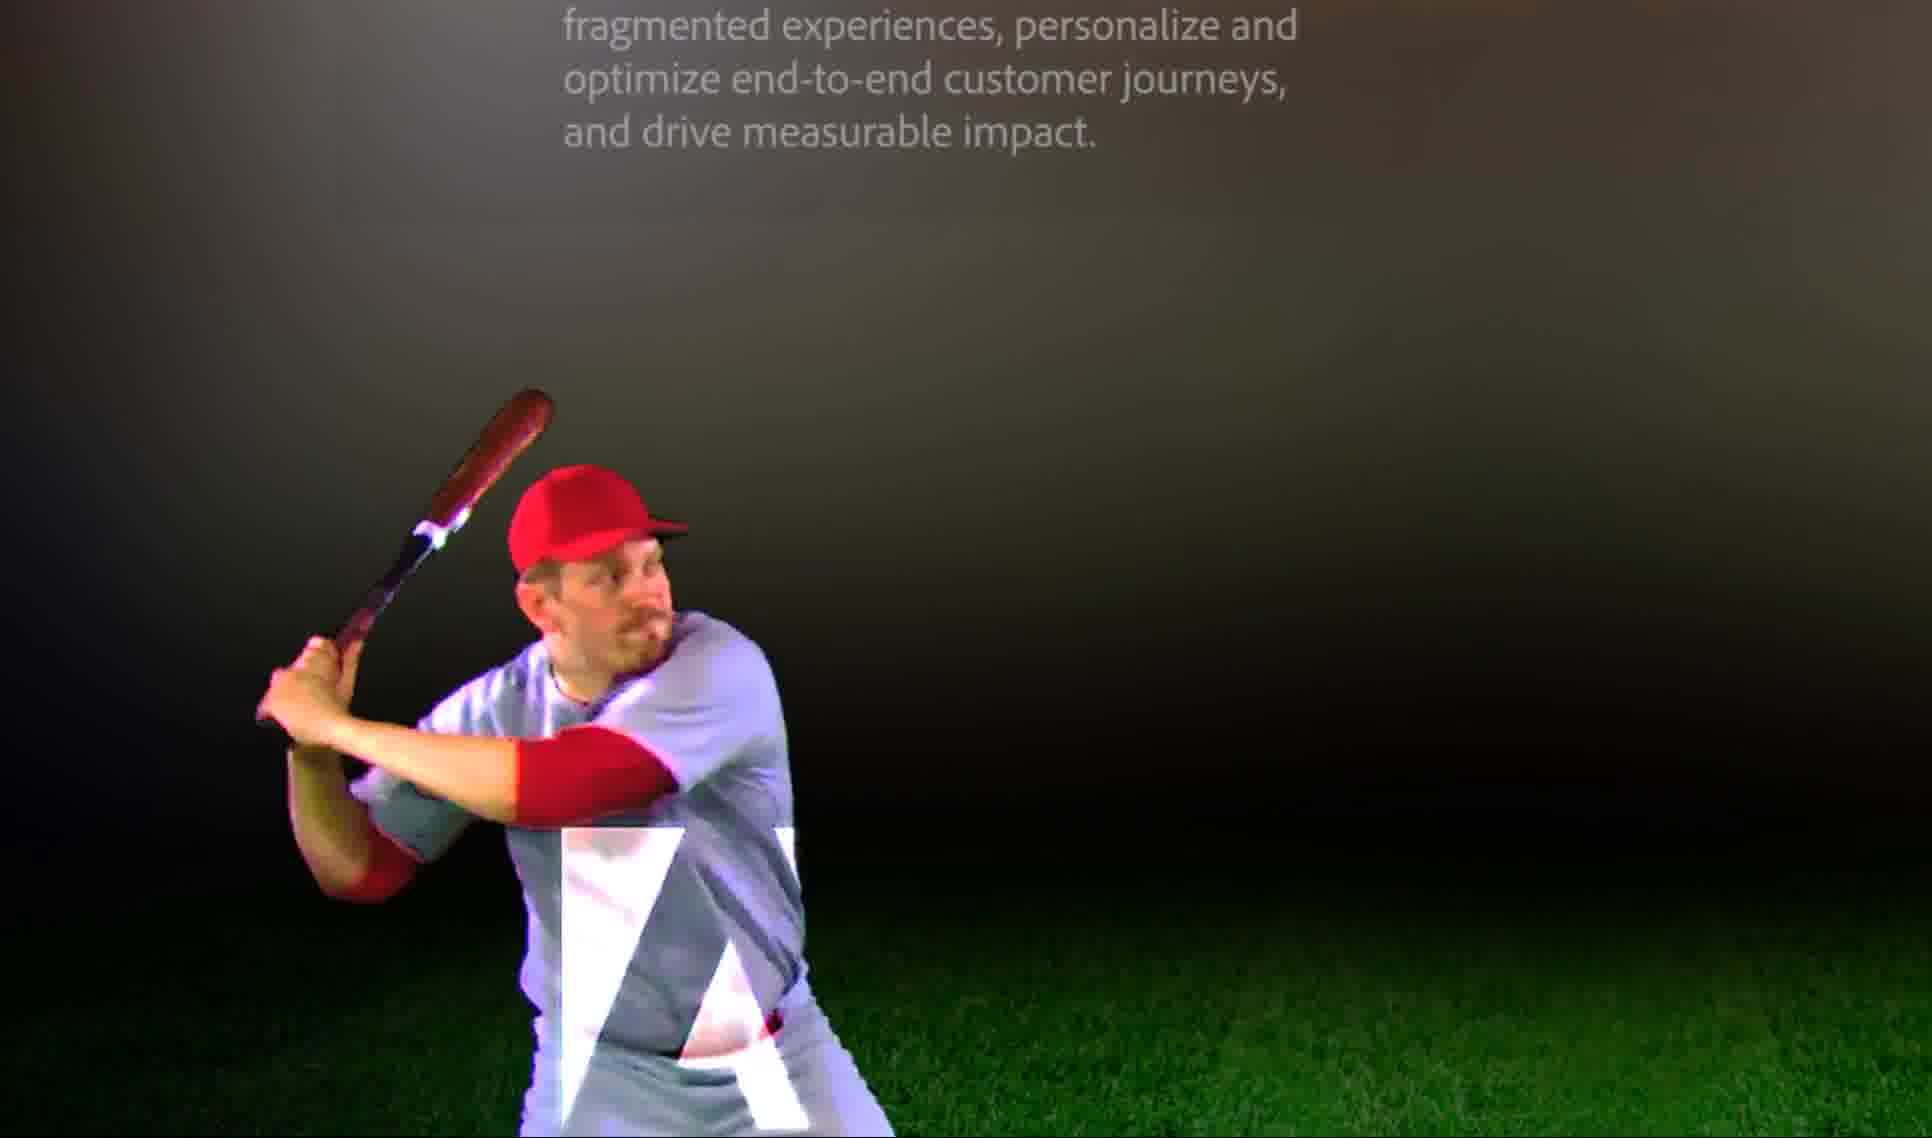 fragmented experiences, personalize and
optimize end-to-end customer journeys,
and drive measurable impact.